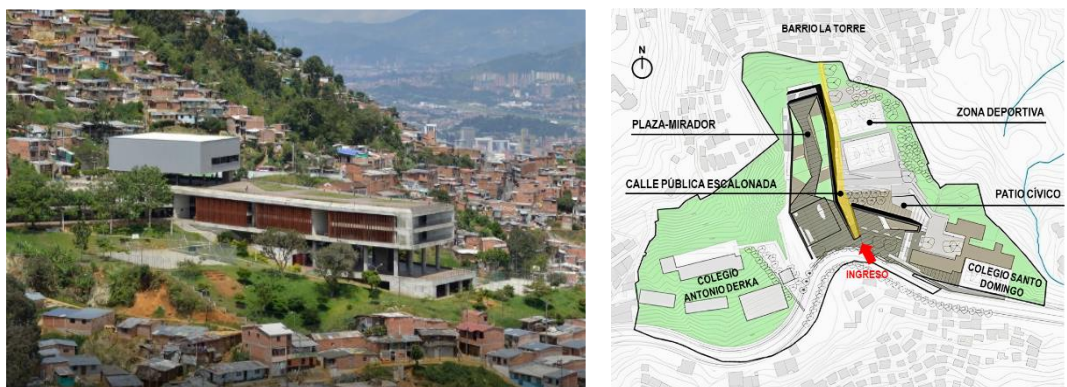 BARRIO LA TORRE
N
PLAZA-MIRADOR
ZONA DEPORTIVA
CALLE PÚBLICA ESCALONADA
PATIO CÍVICO
INGRESO
COLEGIO
ANTONIO DERKA
COLEGIO SANTO
DOMINGO